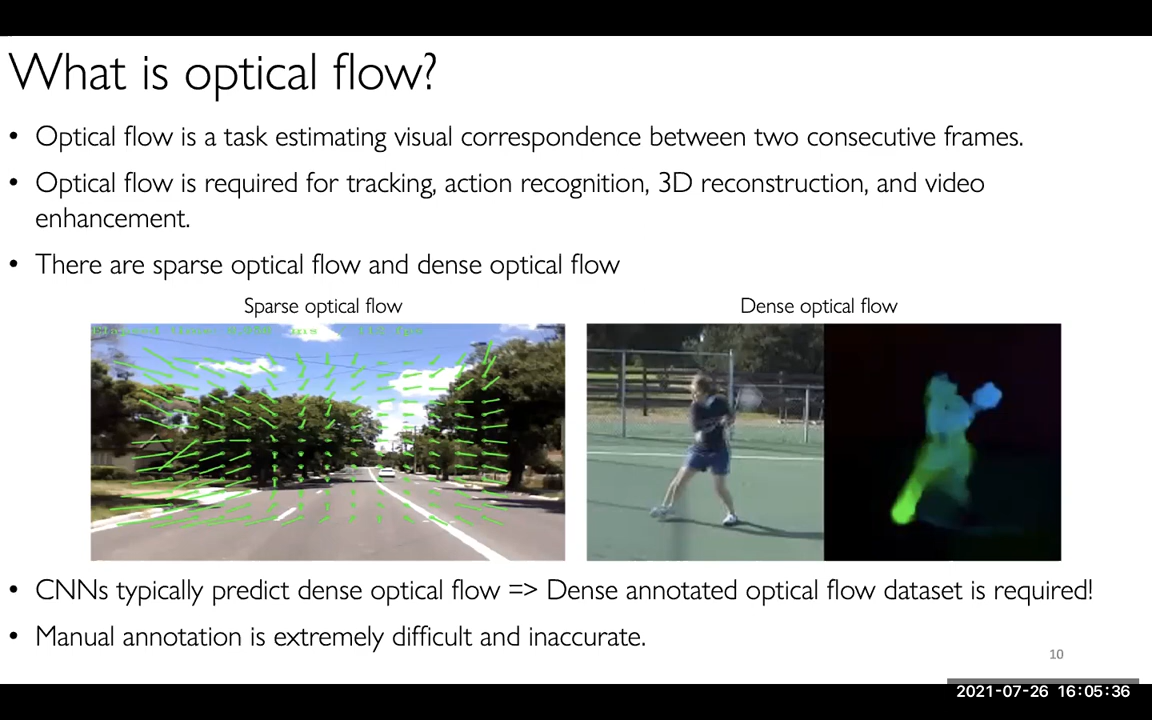 What is optical flow?
• Optical flow is a task estimating visual correspondence between two consecutive frames.
• Optical flow is required for tracking, action recognition, 3D reconstruction, and video
enhancement.
• There are sparse optical flow and dense optical flow
Sparse optical flow
Dense optical flow
• CNNs typically predict dense optical flow => Dense annotated optical flow dataset is required!
• Manual annotation is extremely difficult and inaccurate.
10
2021-07-26 16:05:36